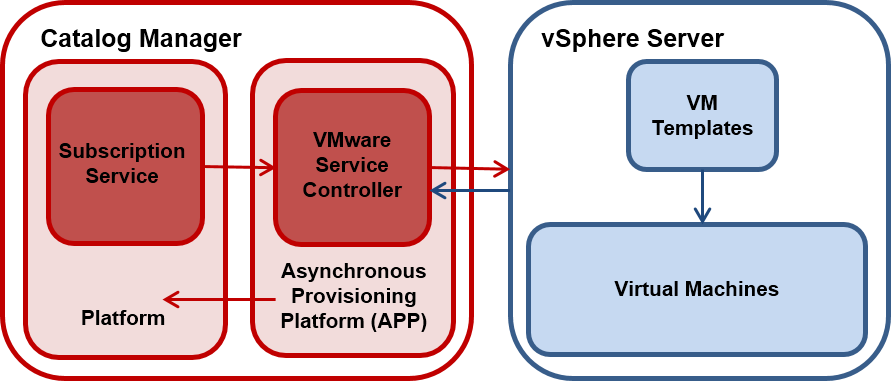 Catalog Manager
Subscription
Service
Platform
VMware
Service
Controller
Asynchronous
Provisioning
Platform (APP)
vSphere Server
VM
Templates
Virtual Machines